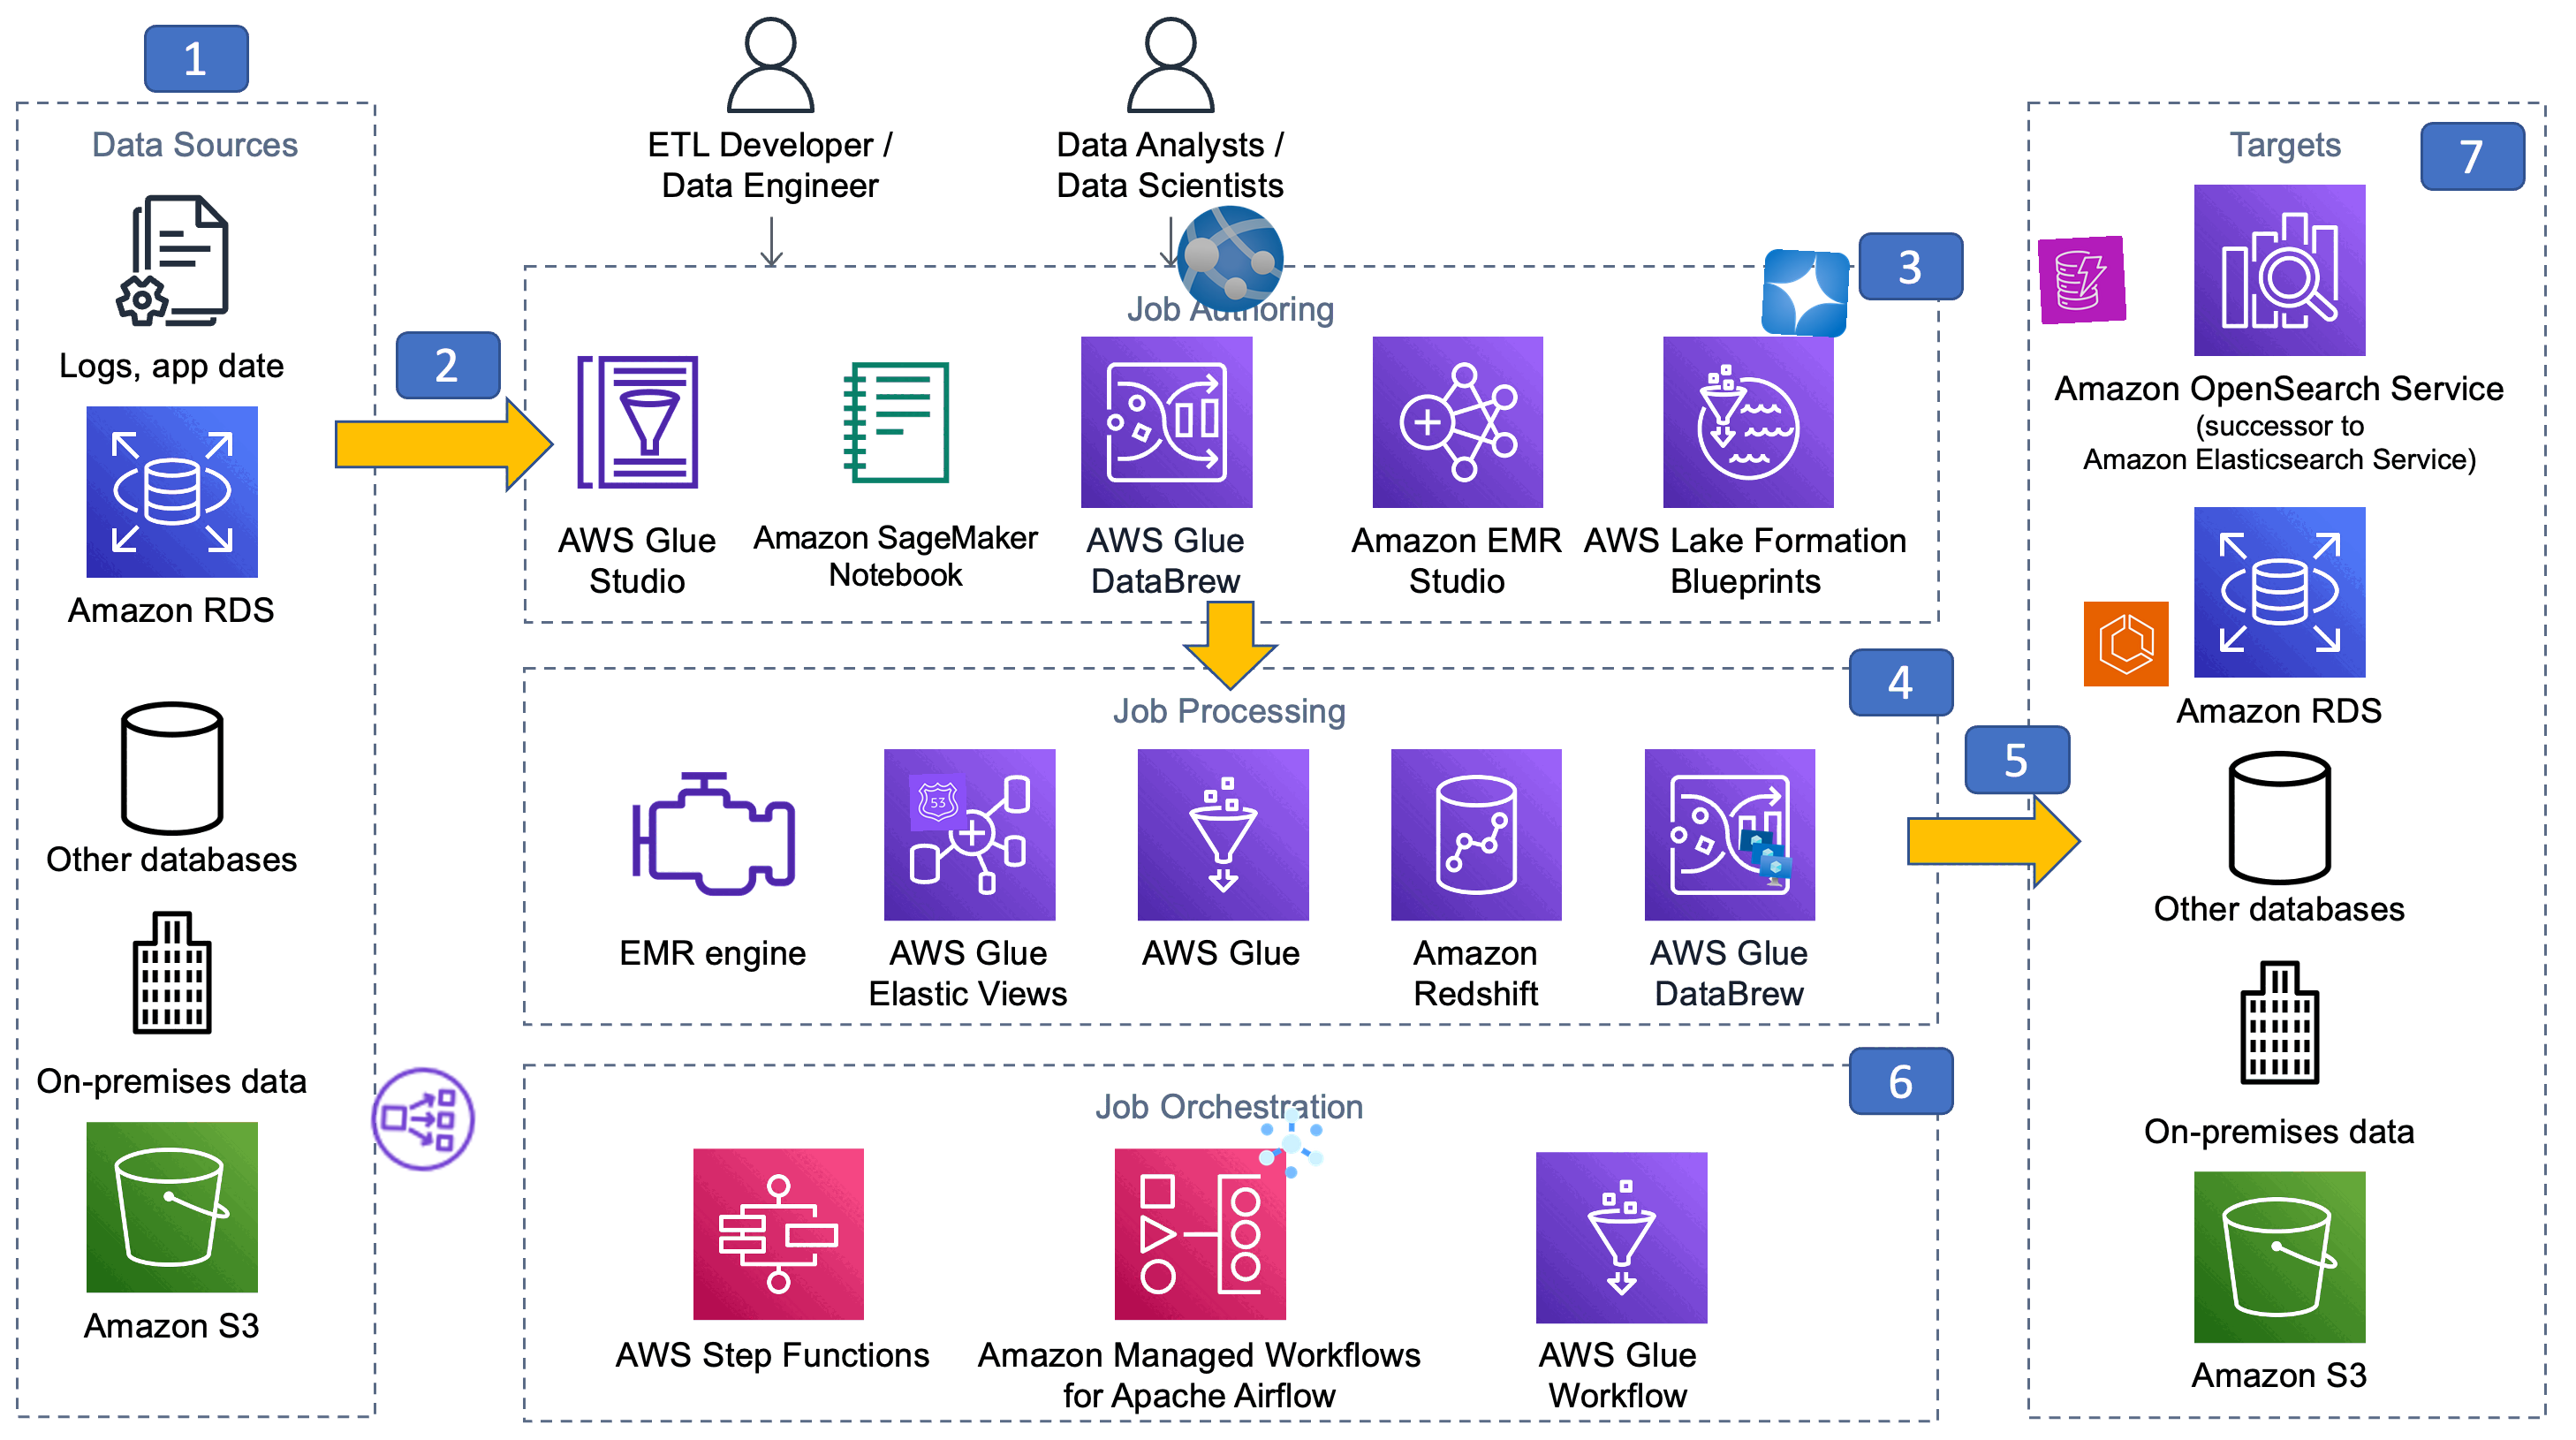 1
Data Sources
Logs, app date
Amazon RDS
Other databases
On-premises data
Amazon S3
2
ETL Developer /
Data Engineer
Data Analysts /
Data Scientists
3
Job Authoring
AWS Glue
Studio
Amazon SageMaker
Notebook
AWS Glue
DataBrew
Amazon EMR
Studio
AWS Lake Formation
Blueprints
4
Job Processing
EMR engine
53
AWS Glue
Elastic Views
AWS Glue
Amazon
Redshift
AWS Glue
DataBrew
5
6
Job Orchestration
AWS Step Functions
Amazon Managed Workflows
for Apache Airflow
AWS Glue
Workflow
7
Targets
Amazon OpenSearch Service
(successor to
Amazon Elasticsearch Service)
Amazon RDS
Other databases
On-premises data
Amazon S3